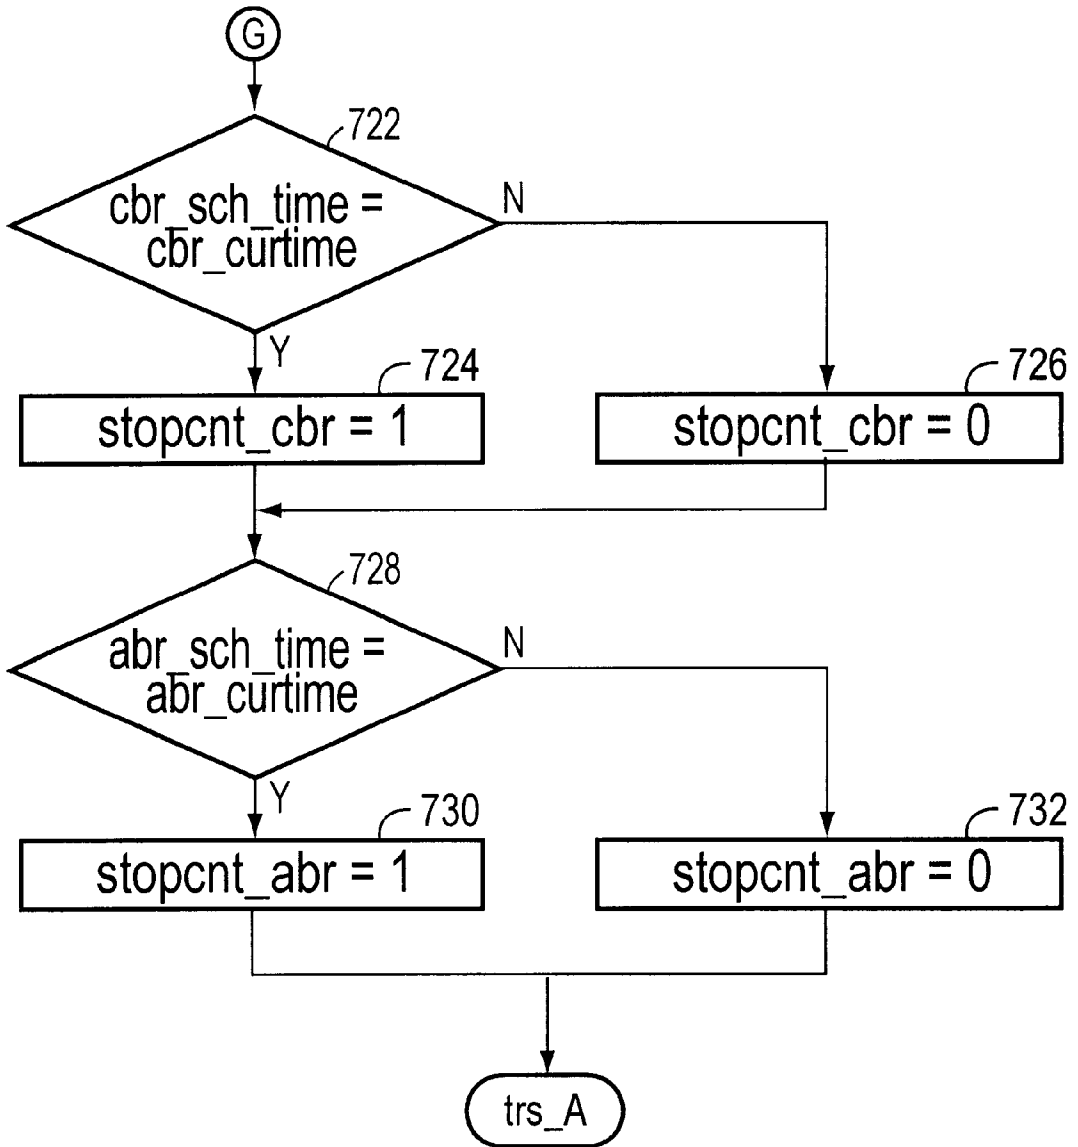 G
722
cbr_sch_time =
cbr_curtime
N
Y
724
stopcnt_cbr = 1
726
stopcnt_cbr = 0
728
abr_sch_time =
abr_curtime
N
Y
730
stopcnt_abr = 1
732
stopcnt_abr = 0
trs_A